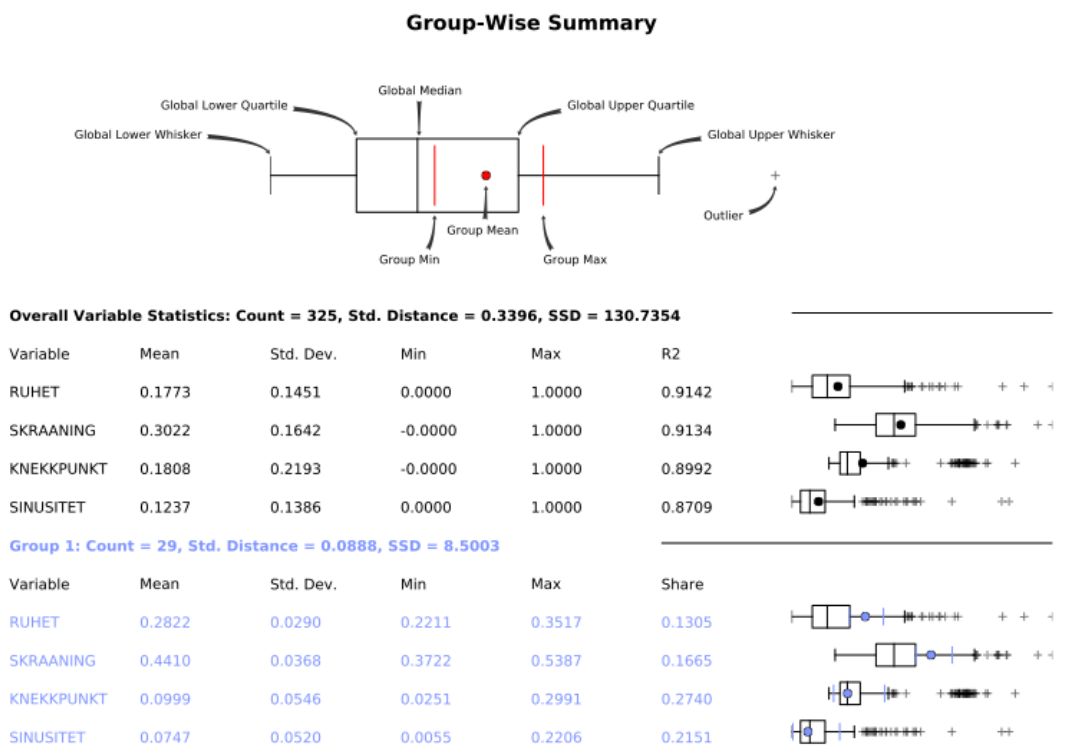 Group-Wise Summary
Global Median
Global Lower Quartile
Global Upper Quartile
Global Lower Whisker
Global Upper Whisker
Outlier
Group Mean
Group Min
Group Max
Overall Variable Statistics: Count = 325, Std. Distance = 0.3396, SSD = 130.7354
Variable Mean Std. Dev. Min Max R2
RUHET 0.1773 0.1451 0.0000 1.0000 0.9142
SKRAANING 0.3022 0.1642 -0.0000 1.0000 0.9134
KNEKKPUNKT 0.1808 0.2193 -0.0000 1.0000 0.8992
SINUSITET 0.1237 0.1386 0.0000 1.0000 0.8709
Group 1: Count = 29, Std. Distance = 0.0888, SSD = 8.5003
Variable Mean Std. Dev. Min Max Share
RUHET 0.2822 0.0290 0.2211 0.3517 0.1305
SKRAANING 0.4410 0.0368 0.3722 0.5387 0.1665
KNEKKPUNKT 0.0999 0.0546 0.0251 0.2991 0.2740
SINUSITET 0.0747 0.0520 0.0055 0.2206 0.2151